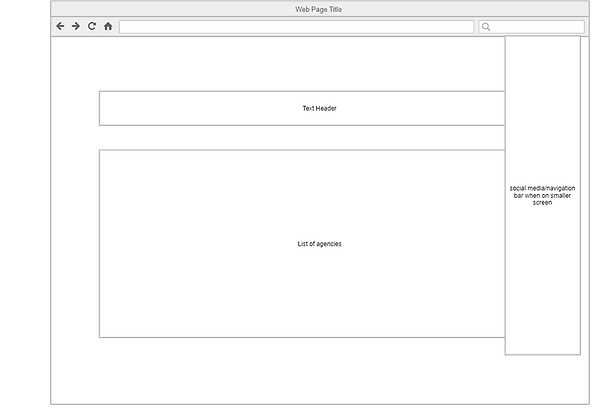 Web Page Title
Text Header
social media/navigation
bar when on smaller
screen
List of agencies